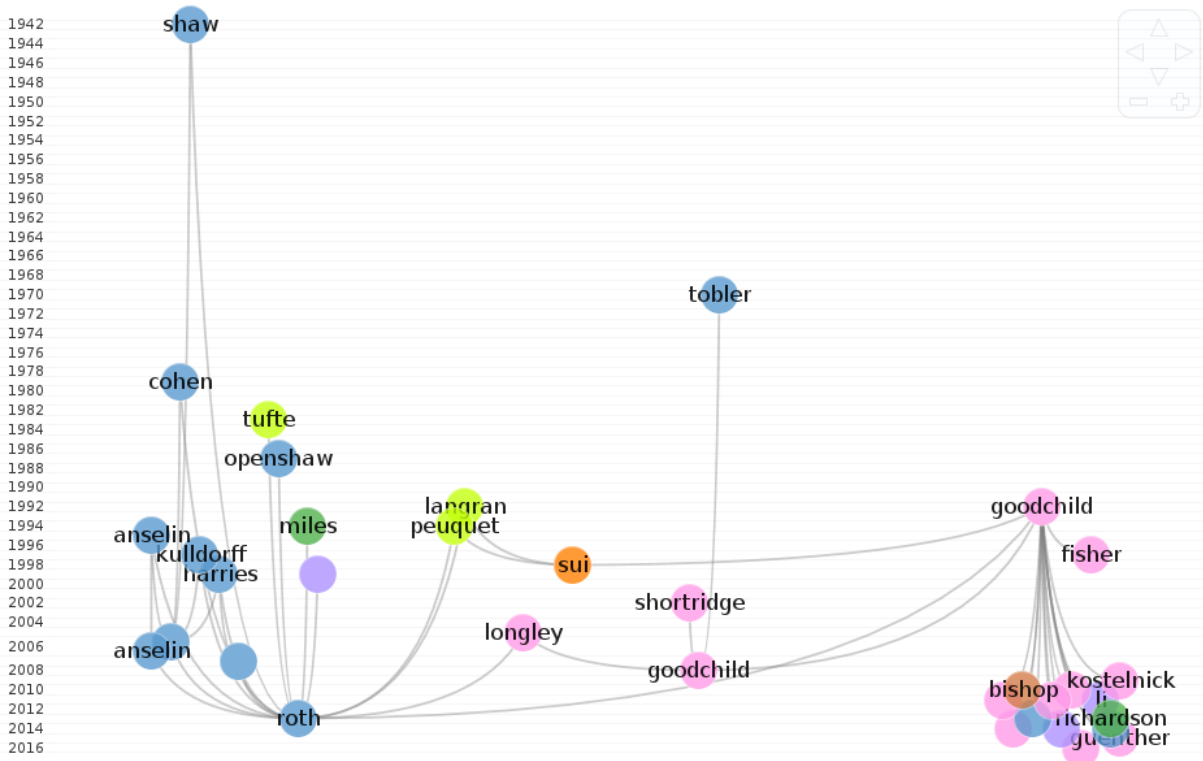 1942
shaw
1944
1946
1948
1950
1952
1954
1956
1958
1960
1962
1964
1966
1968
1970
tobler
1972
1974
1976
1978
cohen
1980
1982
tufte
1984
1986
openshaw
1988
1990
1992
langran
goodchild
1994
miles
peuquet
anselin
1996
kulldorff
fisher
1998
harries
sui
2000
2002
shortridge
2004
longley
2006
anselin
2008
goodchild
2010
bishop
kostelnick
li
2012
roth
richardson
2014
guenther
2016